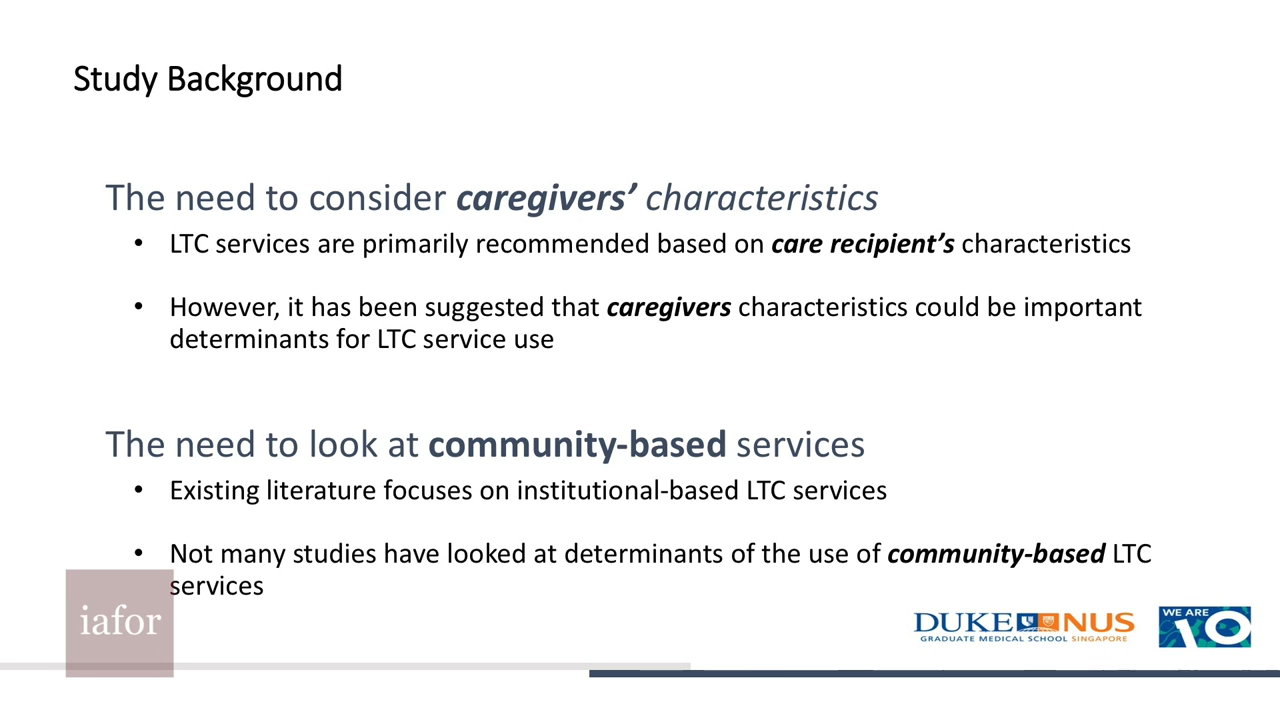 Study Background
The need to consider caregivers’ characteristics
• LTC services are primarily recommended based on care recipient’s characteristics
• However, it has been suggested that caregivers characteristics could be important
determinants for LTC service use
The need to look at community-based services
• Existing literature focuses on institutional-based LTC services
• Not many studies have looked at determinants of the use of community-based LTC
services
iafor
DUKE NUS
GRADUATE MEDICAL SCHOOL SINGAPORE
WE ARE
10